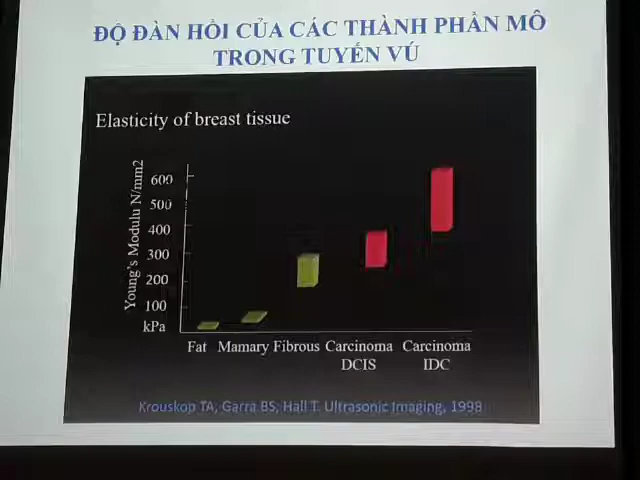 ĐỘ ĐÀN HỒI CỦA CÁC THÀNH PHẦN MÔ
TRONG TUYẾN VÚ
Elasticity of breast tissue
Young's Modulu N/mm2
600
500
400
300
200
100
kPa
Fat Mamary Fibrous Carcinoma Carcinoma
DCIS IDC
Krouskop TA, Garra BS, Hall T. Ultrasonic Imaging, 1998